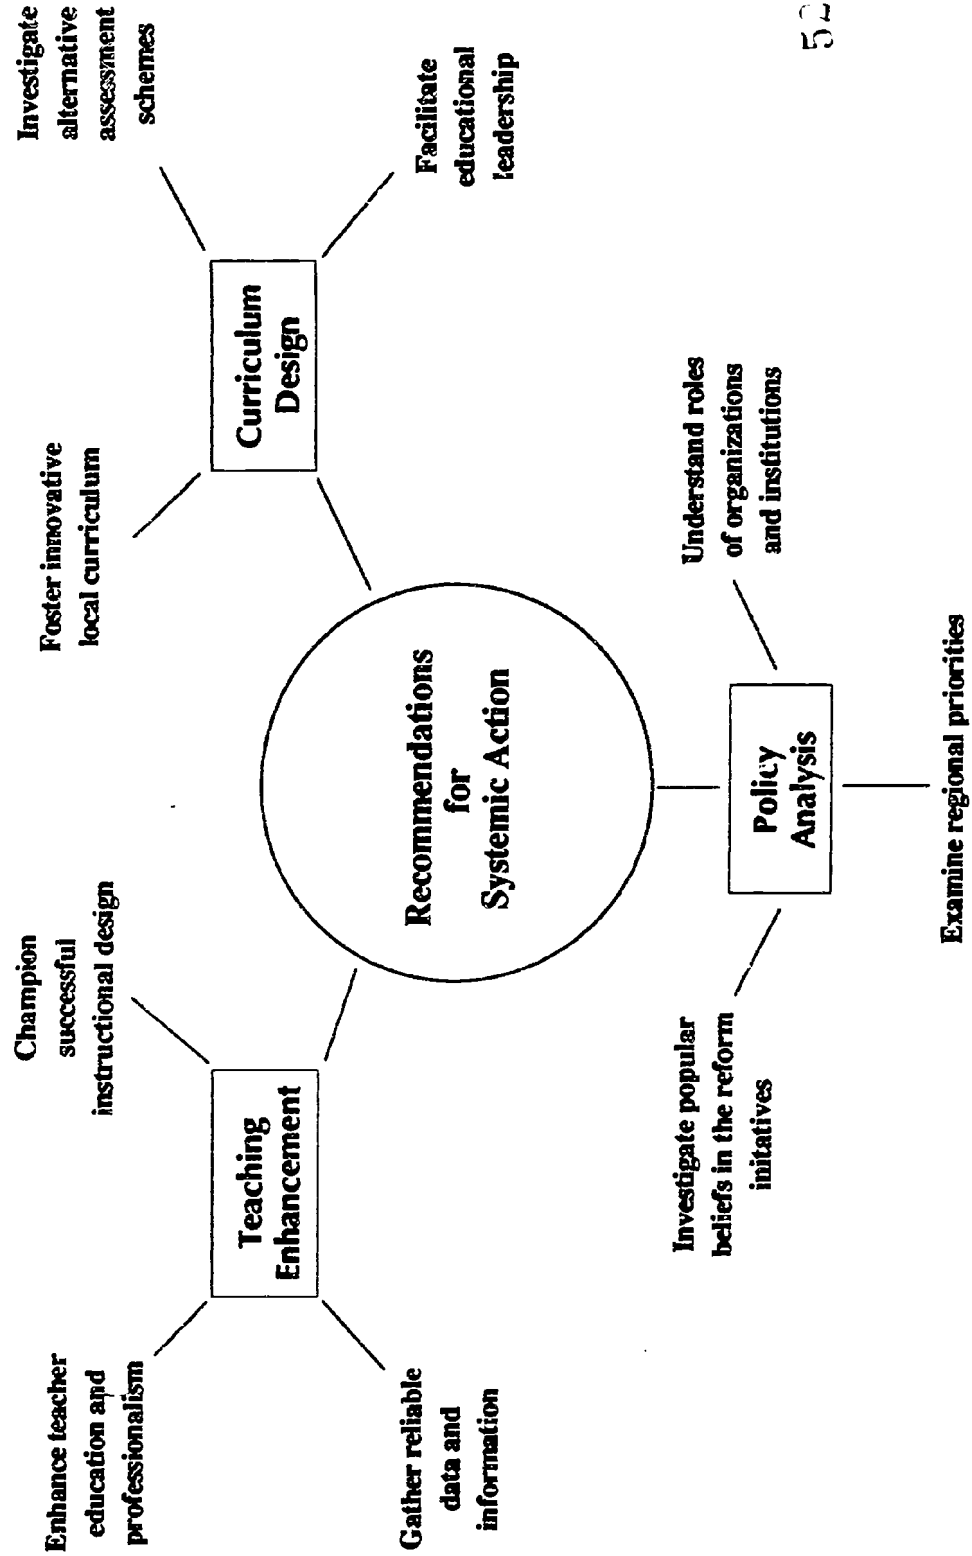 Champion
successful
instructional design
Enhance teacher
education and
professionalism
Teaching
Enhancement
Gather reliable
data and
information
Foster innovative
local curriculum
Investigate
alternative
assessment
schemes
Curriculum
Design
Facilitate
educational
leadership
Recommendations
for
Systemic Action
Investigate popular
beliefs in the reform
initatives
Policy
Analysis
Understand roles
of organizations
and institutions
Examine regional priorities
52